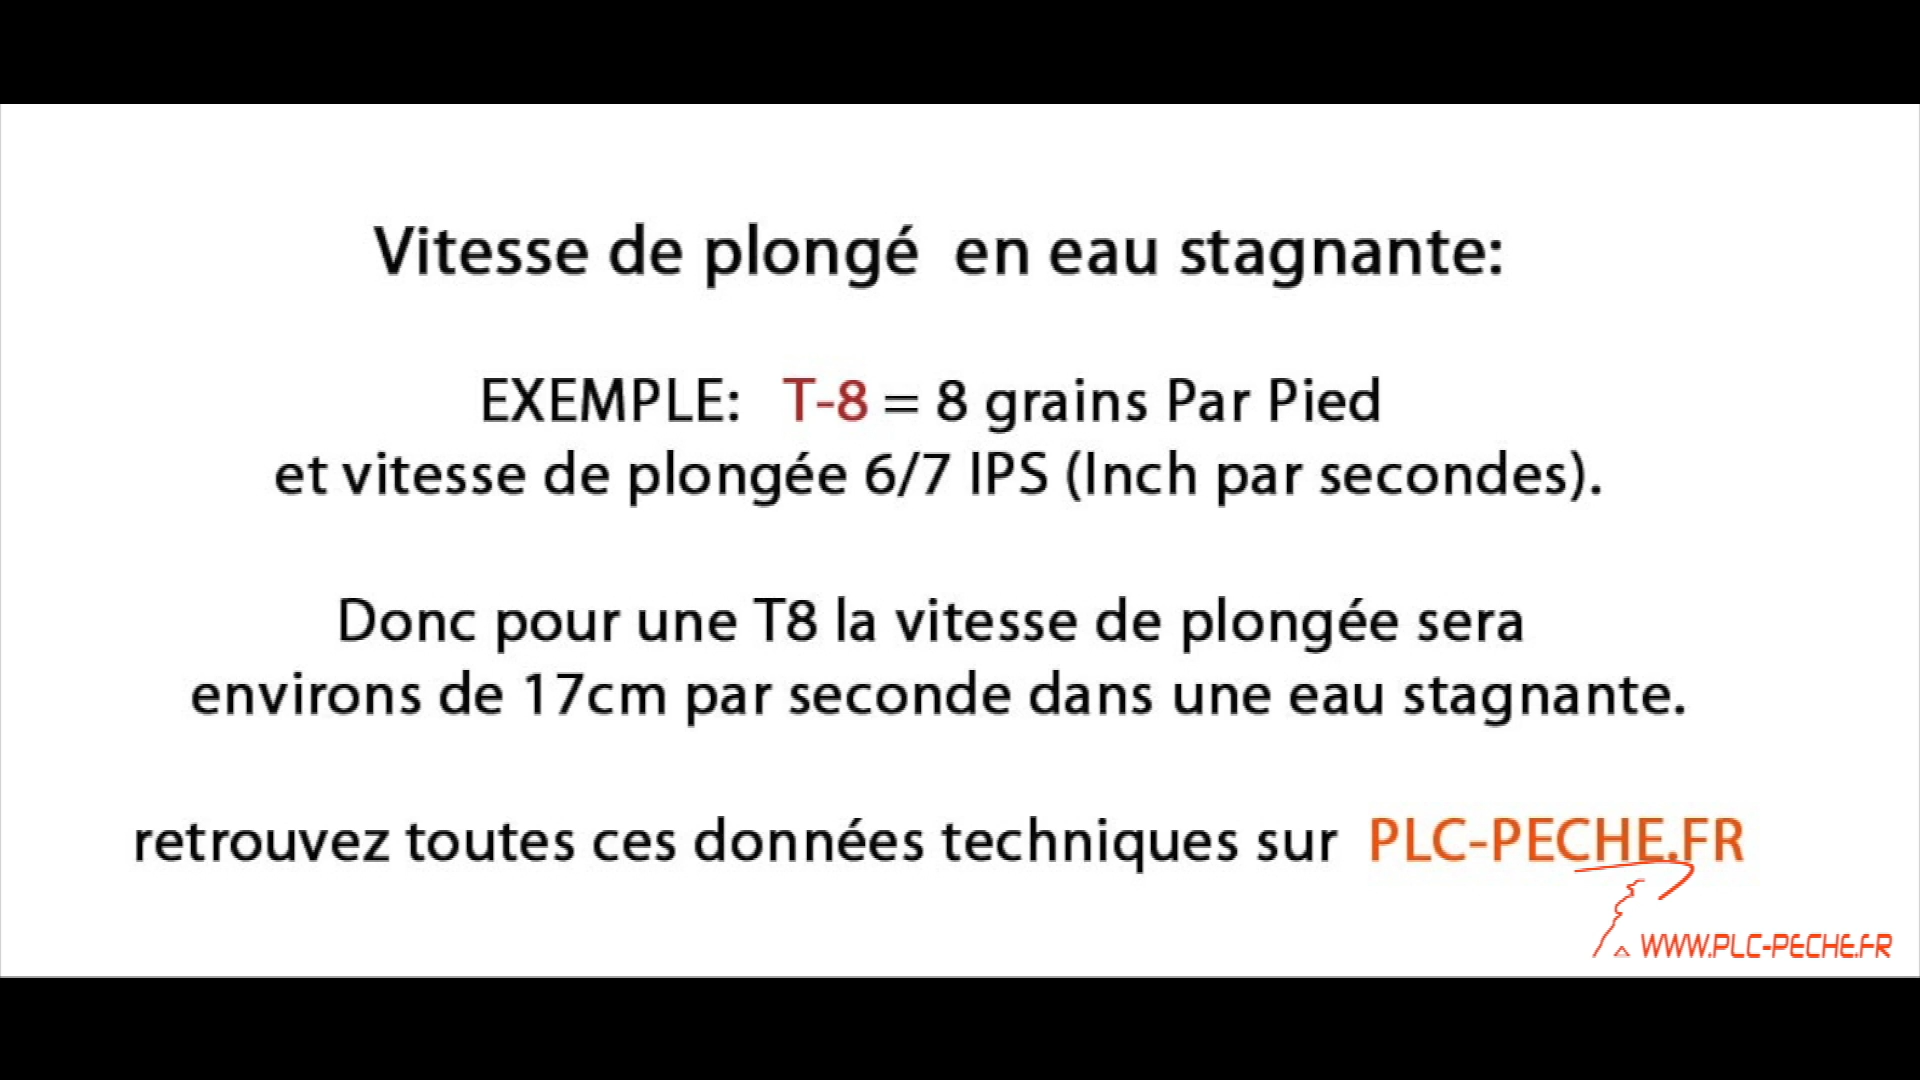 Vitesse de plongé en eau stagnante:
EXEMPLE: T-8 = 8 grains Par Pied
et vitesse de plongée 6/7 IPS (Inch par secondes).
Donc pour une T8 la vitesse de plongée sera
environs de 17cm par seconde dans une eau stagnante.
retrouvez toutes ces données techniques sur PLC-PECHE.FR
WWW.PLC-PECHE.FR